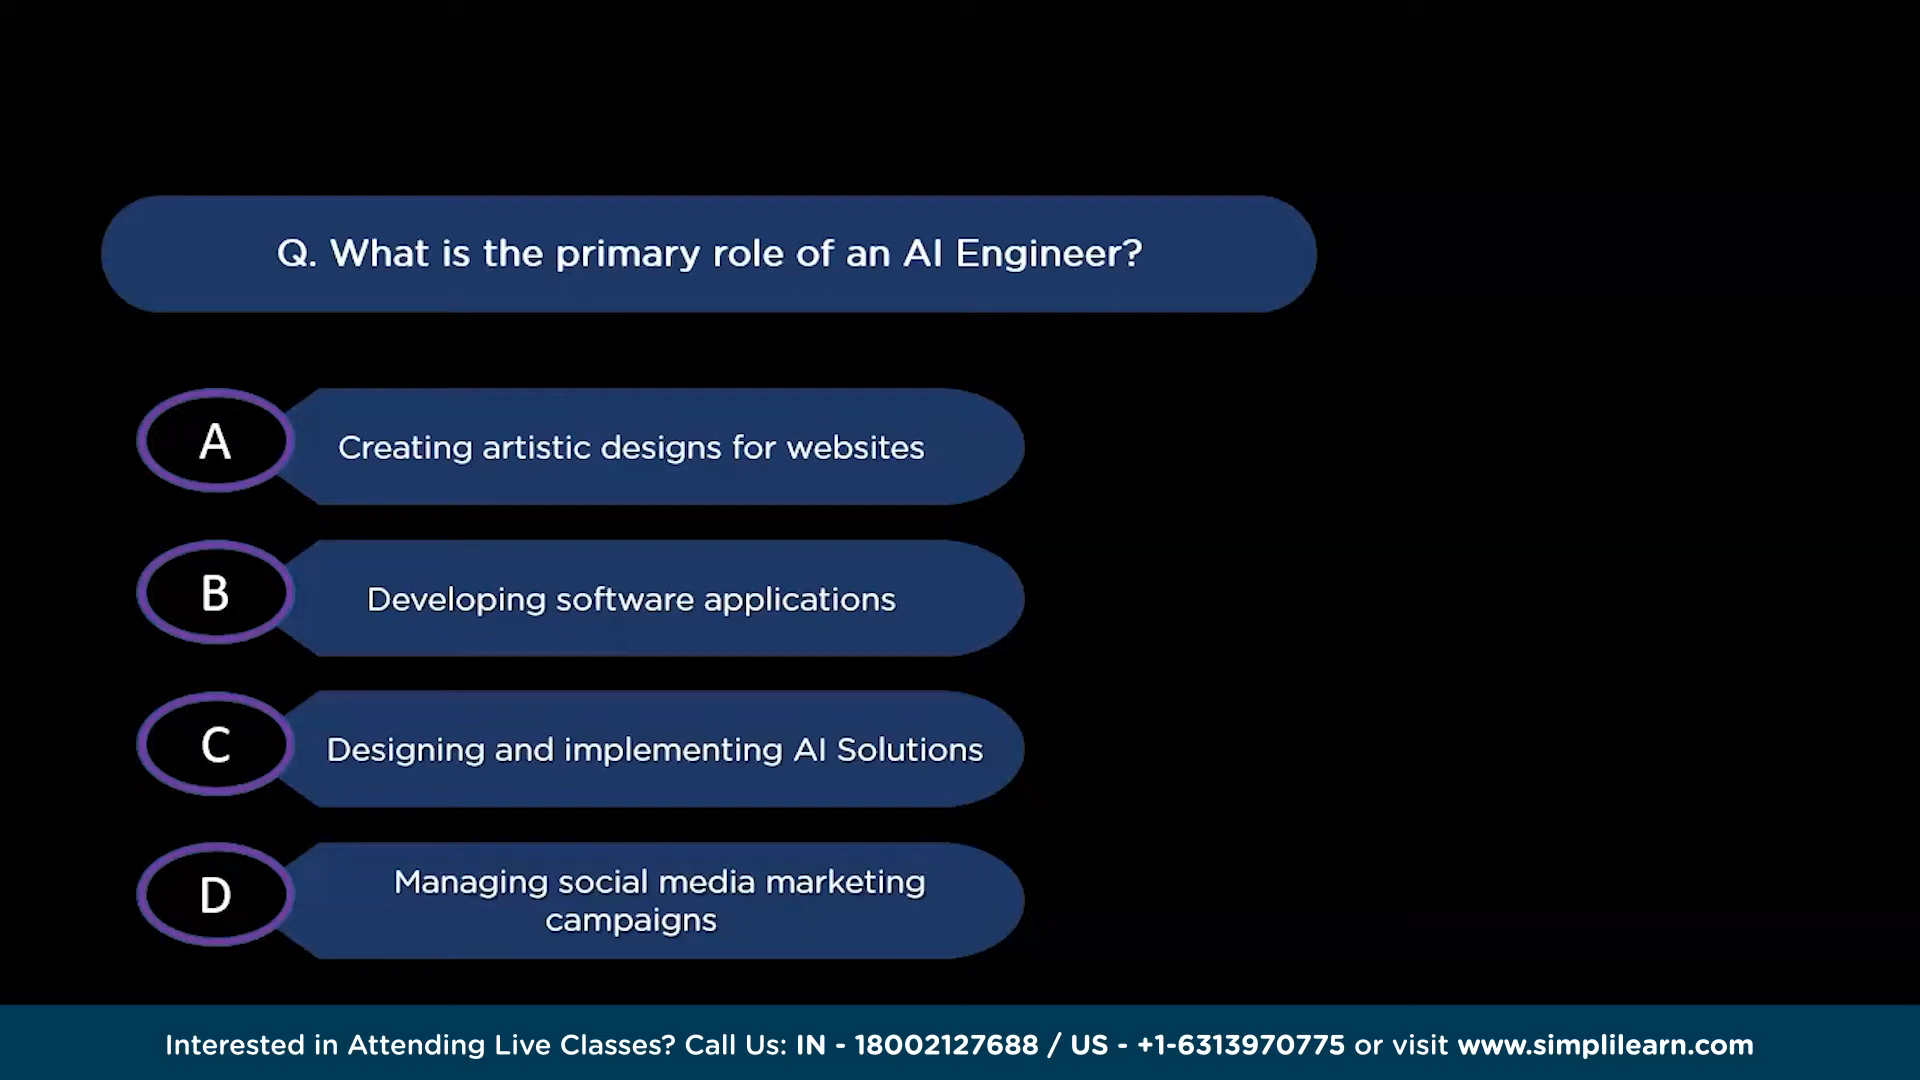 Q. What is the primary role of an AI Engineer?
A
Creating artistic designs for websites
B
Developing software applications
C
Designing and implementing AI Solutions
D
Managing social media marketing
campaigns
Interested in Attending Live Classes? Call Us: IN - 18002127688 / US - +1-6313970775 or visit www.simplilearn.com